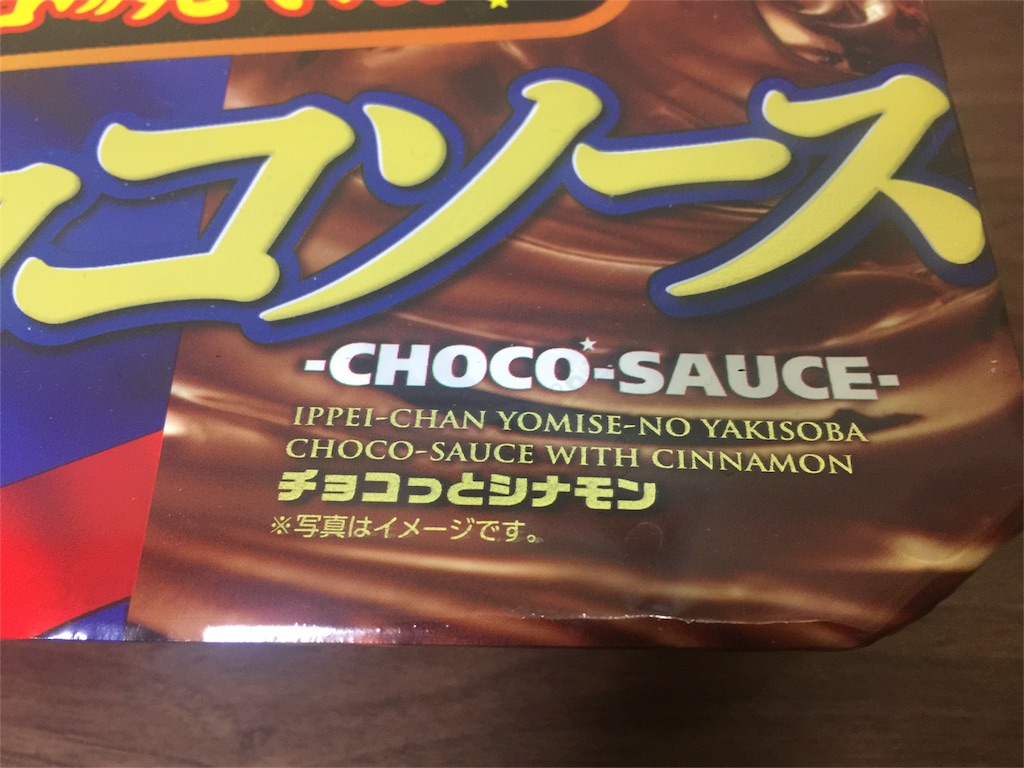 コソース
-CHOCO-SAUCE-
IPPEI-CHAN YOMISE-NO YAKISOBA
CHOCO-SAUCE WITH CINNAMON
チョコっとシナモン
※写真はイメージです。